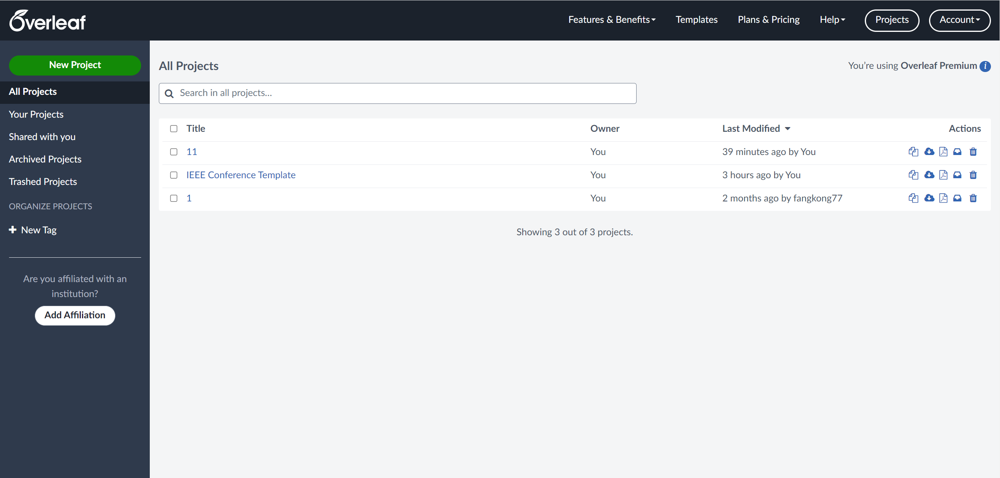 Overleaf
Features & Benefits
Templates
Plans & Pricing
Help
Projects
Account
New Project
All Projects
Your Projects
Shared with you
Archived Projects
Trashed Projects
ORGANIZE PROJECTS
New Tag
Are you affiliated with an
institution?
Add Affiliation
All Projects
You’re using Overleaf Premium i
Search in all projects...
Title Owner Last Modified Actions
11 You 39 minutes ago by You
IEEE Conference Template You 3 hours ago by You
1 You 2 months ago by fangkong77
Showing 3 out of 3 projects.